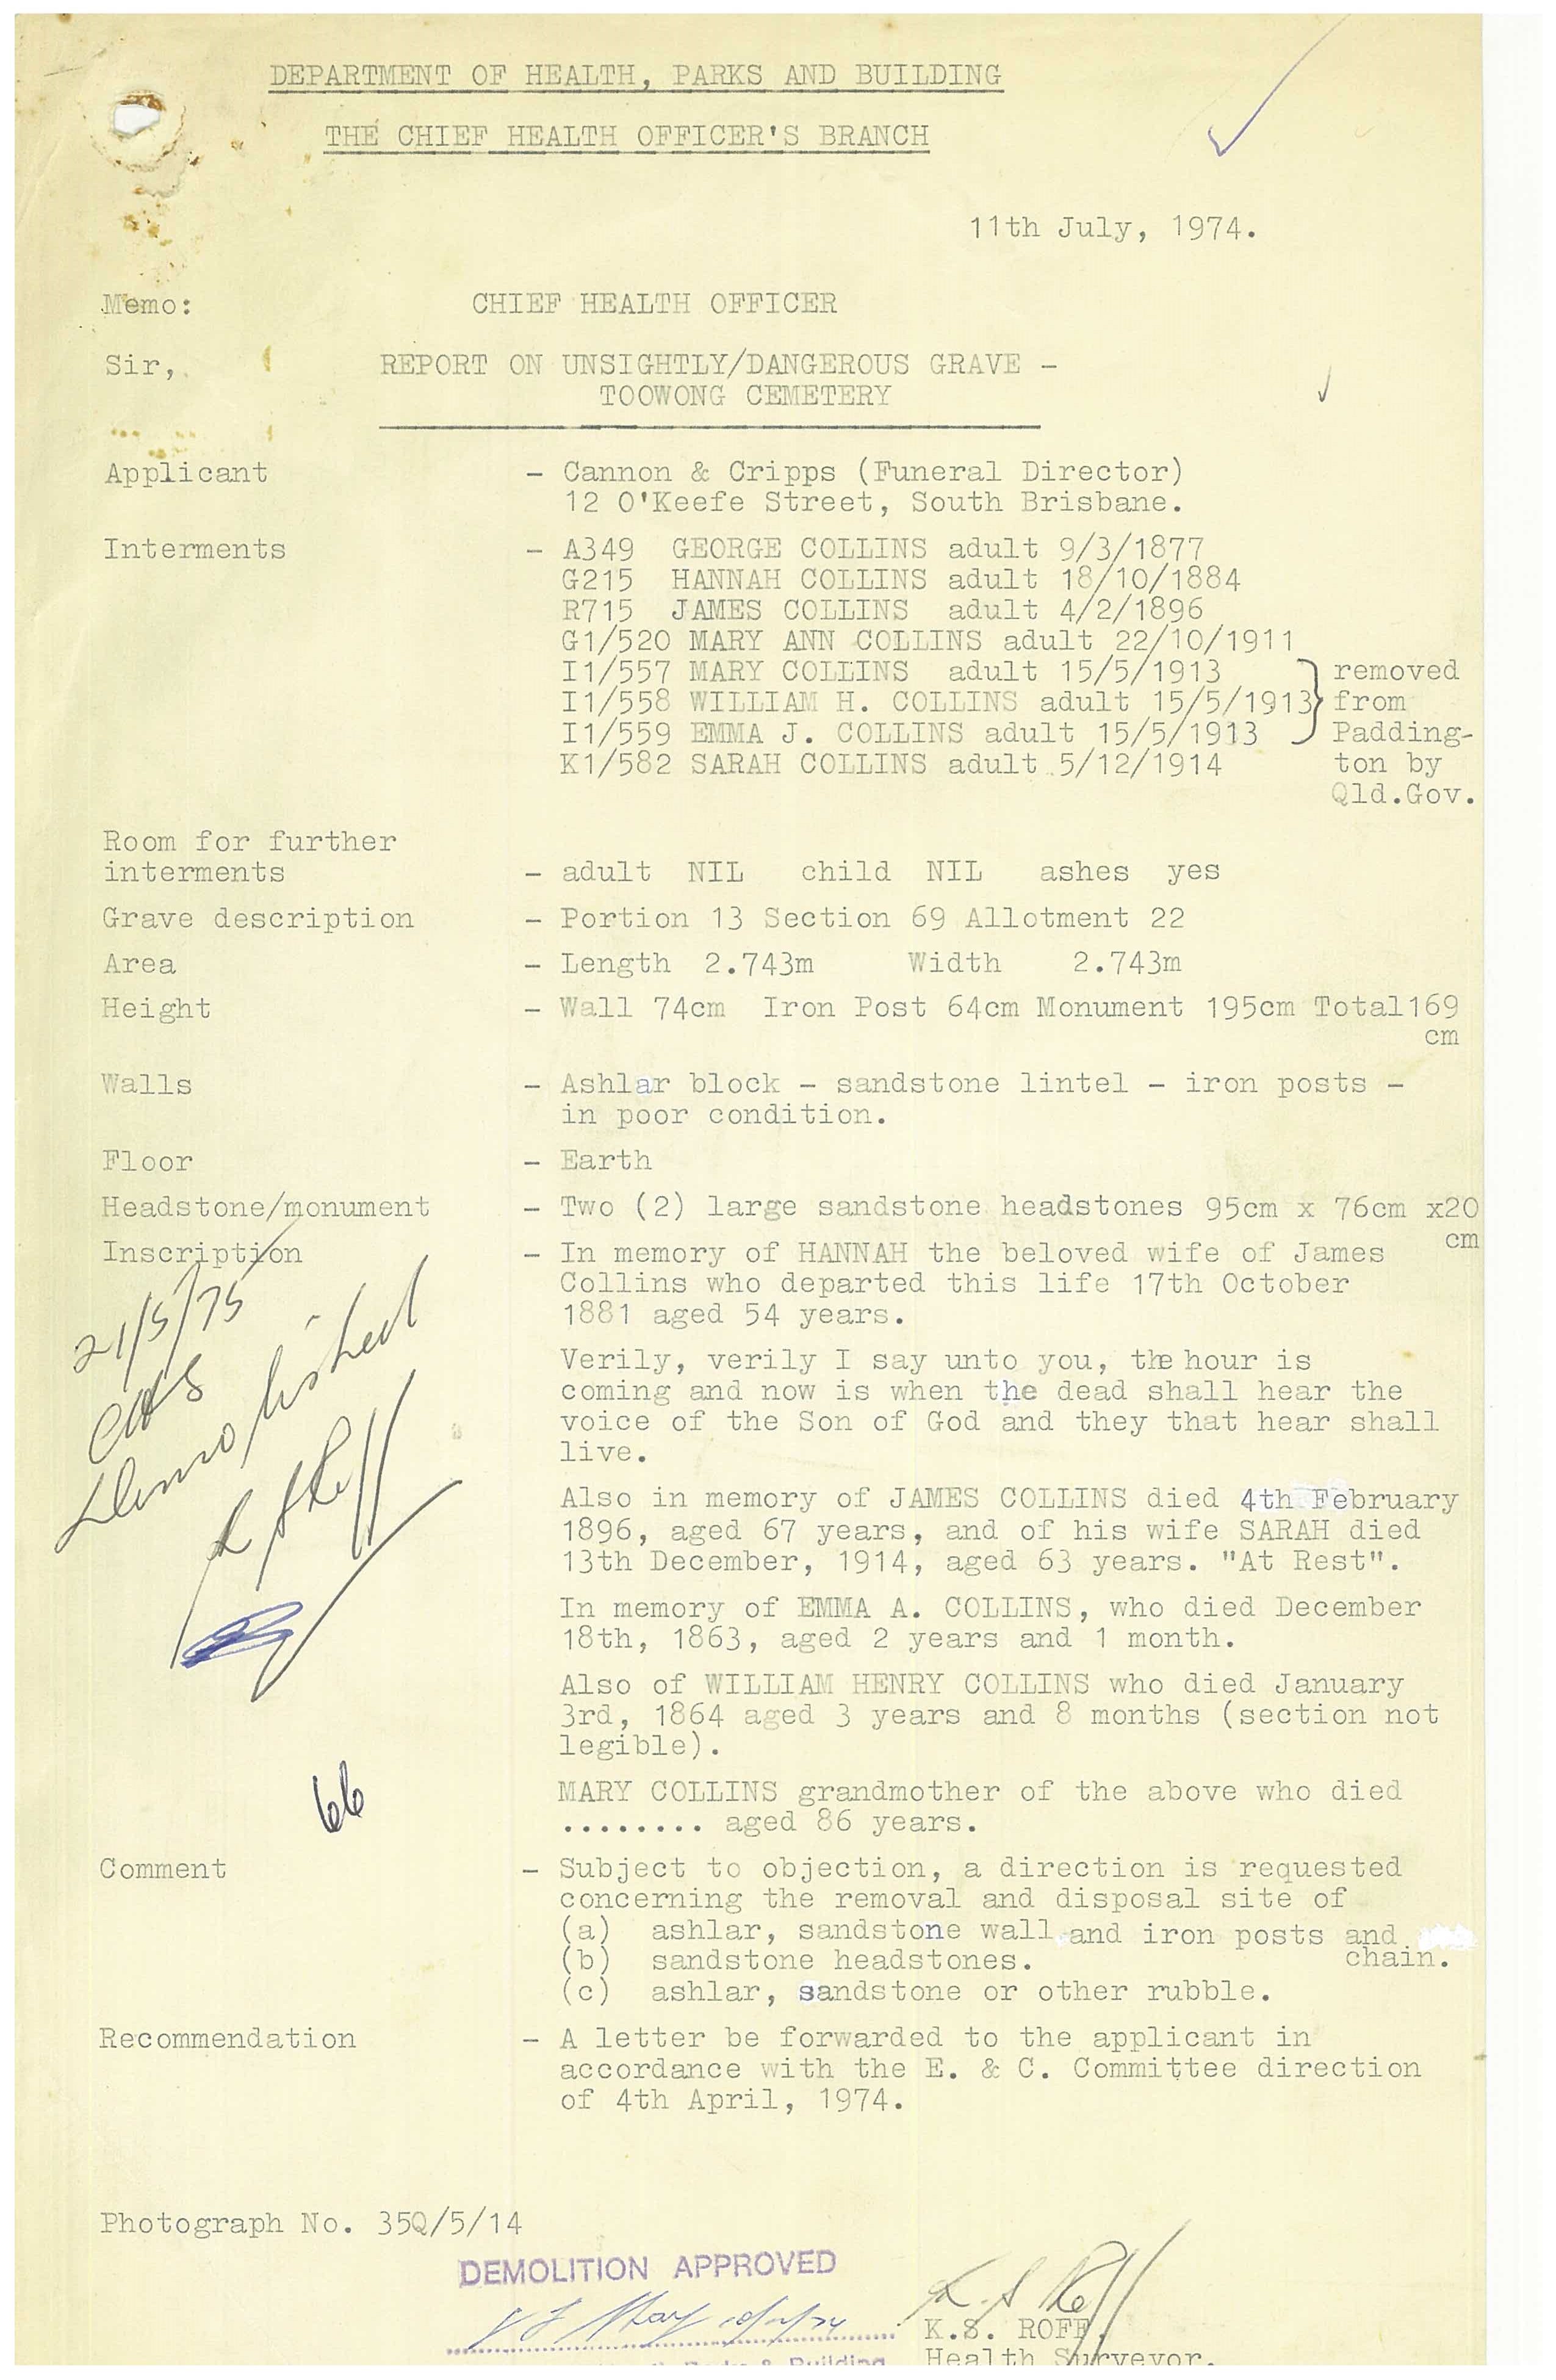 DEPARTMENT OF HEALTH, PARKS AND BUILDING
THE CHIEF HEALTH OFFICER'S BRANCH
11th July, 1974.
Memo: CHIEF HEALTH OFFICER
Sir, REPORT ON UNSIGHTLY/DANGEROUS GRAVE -
TOOWONG CEMETERY
Applicant - Cannon & Cripps (Funeral Director)
12 O'Keefe Street, South Brisbane.
Interments - A349 GEORGE COLLINS adult 9/3/1877
G215 HANNAH COLLINS adult 18/10/1884
R715 JAMES COLLINS adult 4/2/1896
G1/520 MARY ANN COLLINS adult 22/10/1911
I1/557 MARY COLLINS adult 15/5/1913 } removed
I1/558 WILLIAM H. COLLINS adult 15/5/1913 } from
I1/559 EMMA J. COLLINS adult 15/5/1913 } Padding-
K1/582 SARAH COLLINS adult 5/12/1914 ton by
Qld.Gov.
Room for further
interments - adult NIL child NIL ashes yes
Grave description - Portion 13 Section 69 Allotment 22
Area - Length 2.743m Width 2.743m
Height - Wall 74cm Iron Post 64cm Monument 195cm Total169
cm
Walls - Ashlar block - sandstone lintel - iron posts -
in poor condition.
Floor - Earth
Headstone/monument - Two (2) large sandstone headstones 95cm x 76cm x20
cm
Inscription - In memory of HANNAH the beloved wife of James
Collins who departed this life 17th October
1881 aged 54 years.
Verily, verily I say unto you, the hour is
coming and now is when the dead shall hear the
voice of the Son of God and they that hear shall
live.
Also in memory of JAMES COLLINS died 4th February
1896, aged 67 years, and of his wife SARAH died
13th December, 1914, aged 63 years. "At Rest".
In memory of EMMA A. COLLINS, who died December
18th, 1863, aged 2 years and 1 month.
Also of WILLIAM HENRY COLLINS who died January
3rd, 1864 aged 3 years and 8 months (section not
legible).
MARY COLLINS grandmother of the above who died
........ aged 86 years.
21/5/75
Demolished
66
Comment - Subject to objection, a direction is requested
concerning the removal and disposal site of
(a) ashlar, sandstone wall and iron posts and
chain.
(b) sandstone headstones.
(c) ashlar, sandstone or other rubble.
Recommendation - A letter be forwarded to the applicant in
accordance with the E. & C. Committee direction
of 4th April, 1974.
Photograph No. 35Q/5/14
DEMOLITION APPROVED
K.S. ROFF.
Health Surveyor.